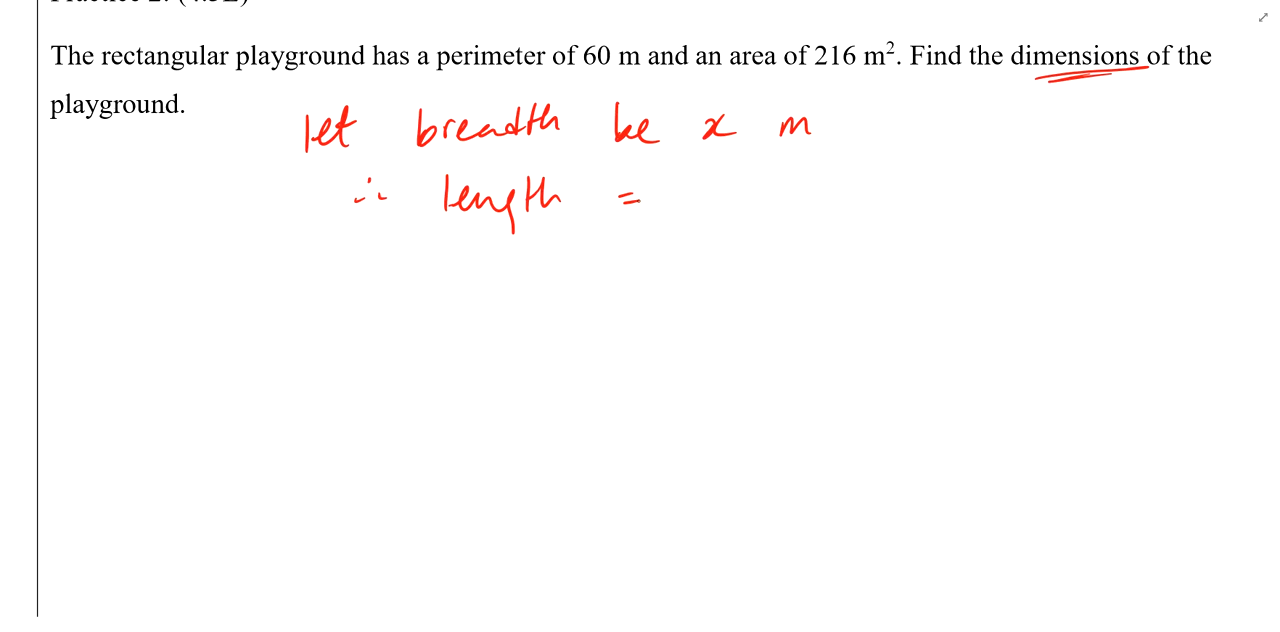 The rectangular playground has a perimeter of 60 m and an area of 216 m². Find the dimensions of the
playground.
let breadth be x m
∴ length =